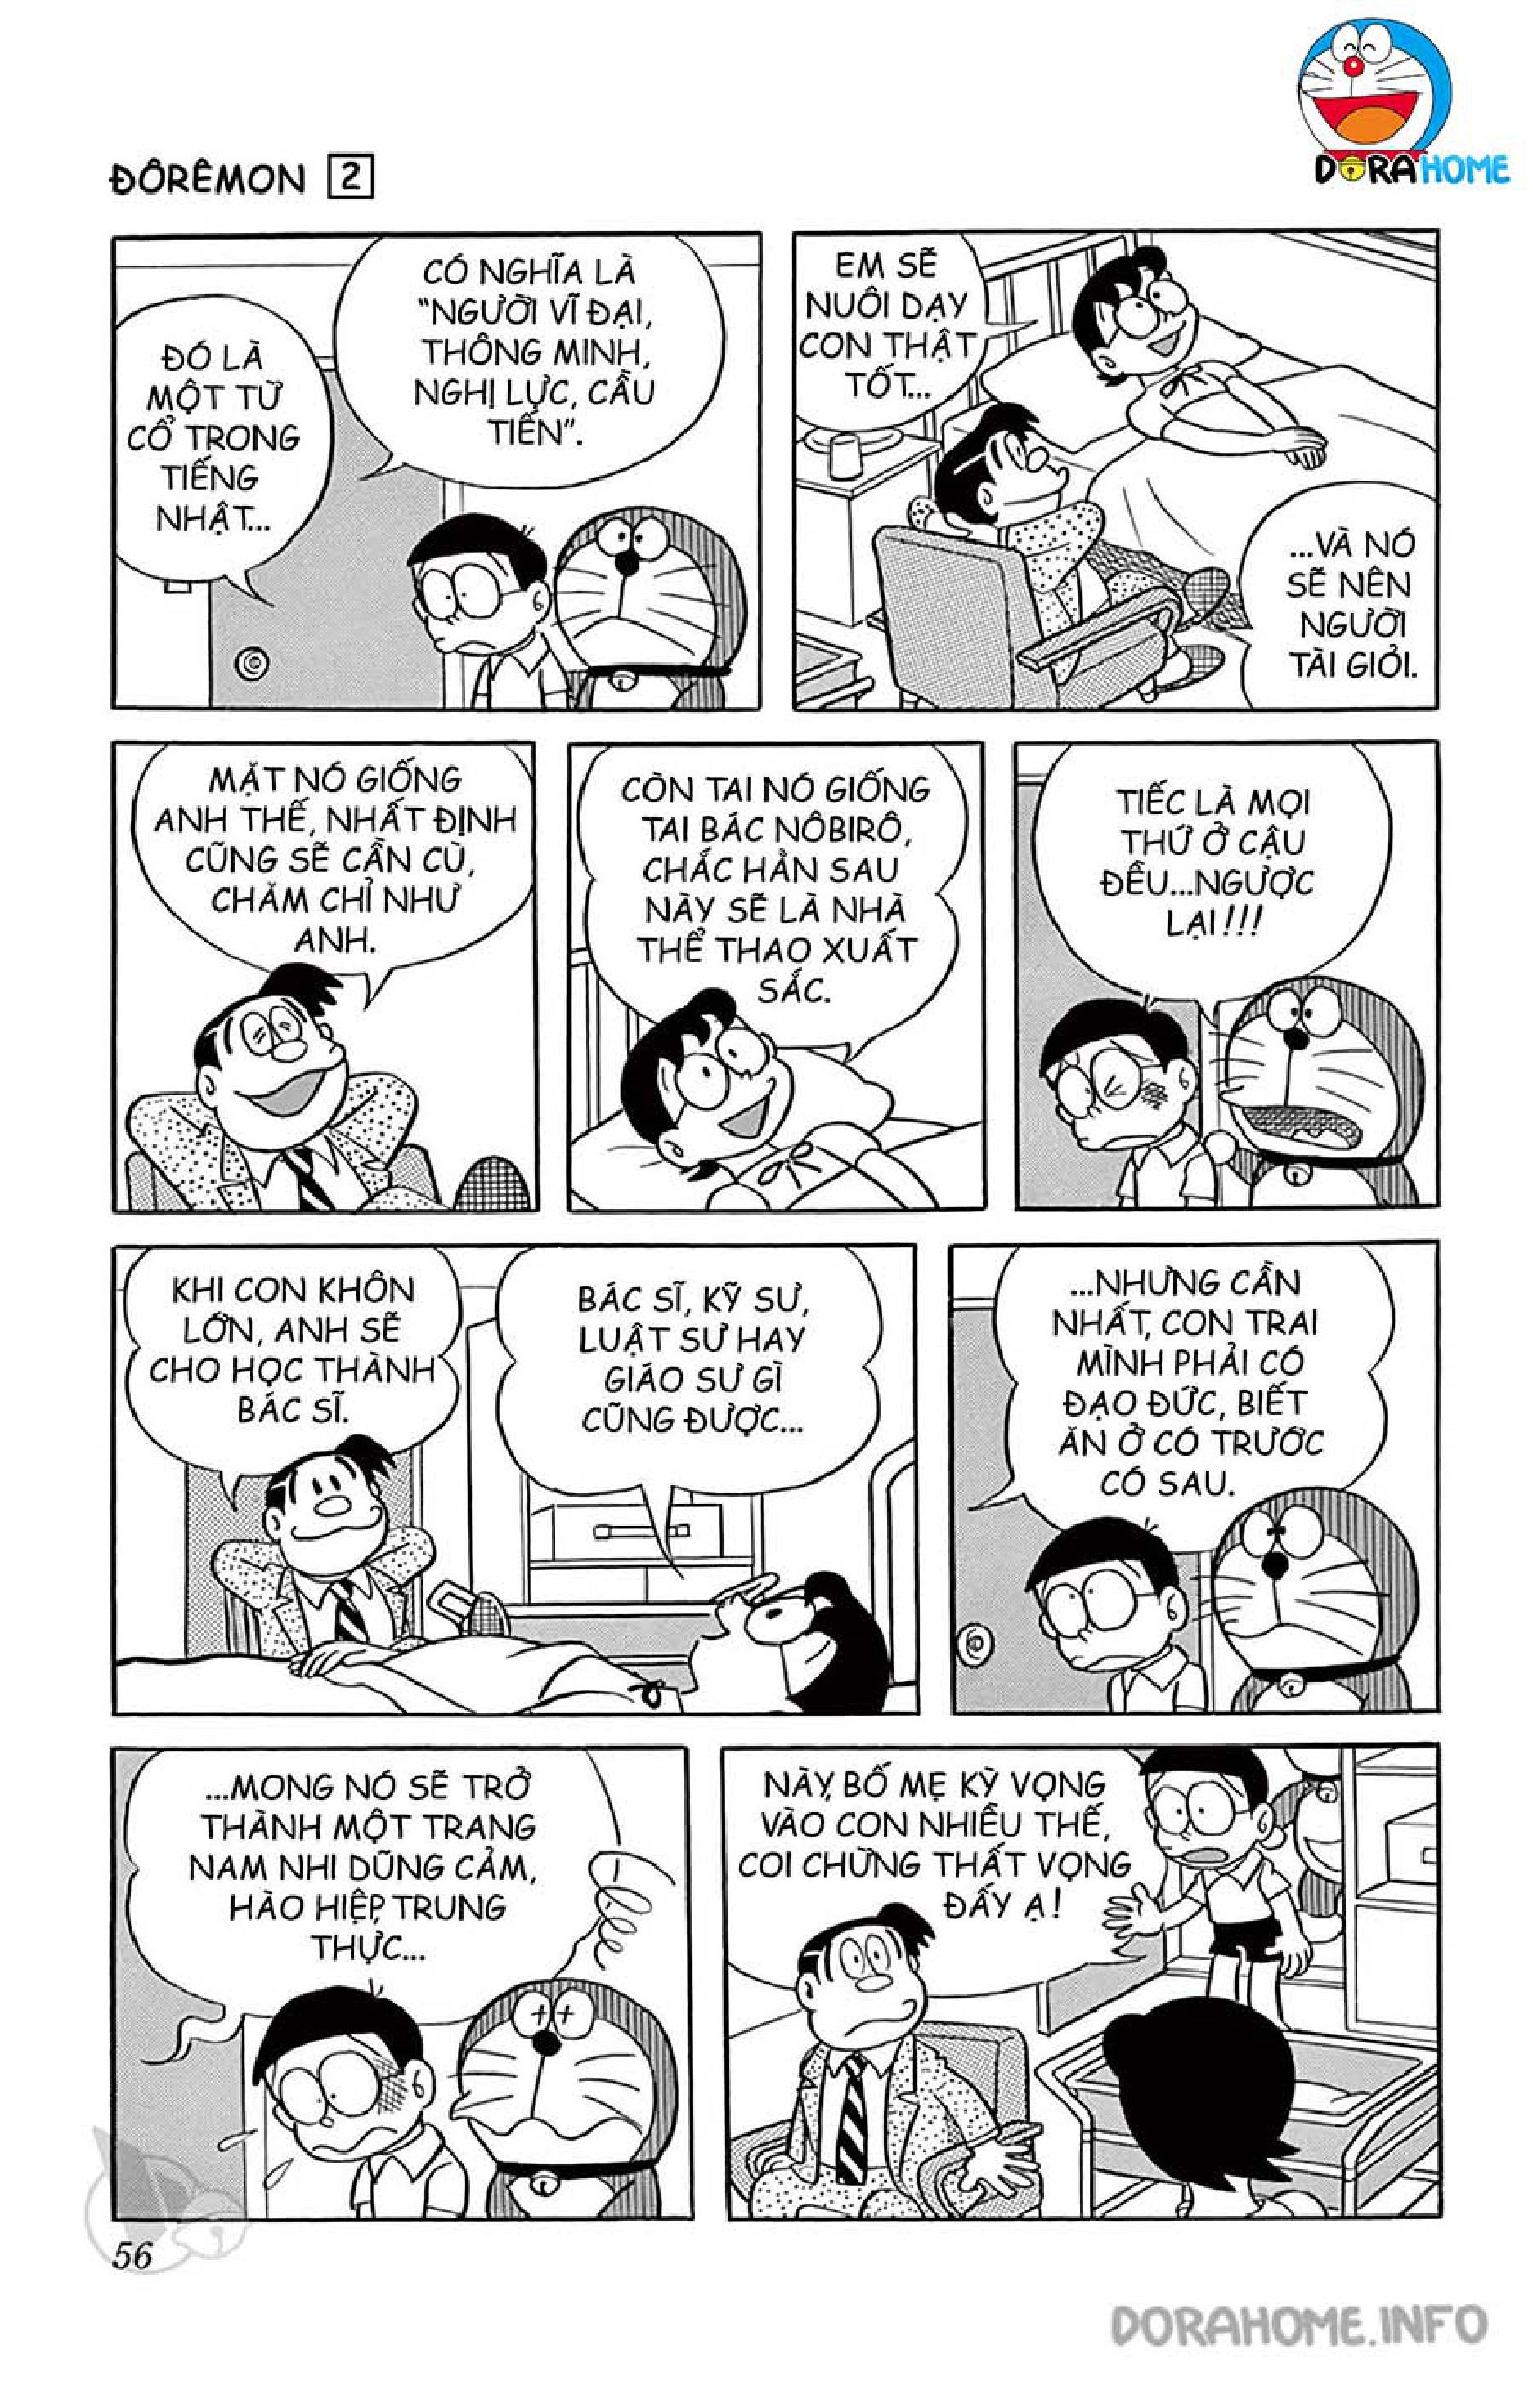 DORAHOME
ĐÔRÊMON 2
ĐÓ LÀ
MỘT TỪ
CỔ TRONG
TIẾNG
NHẬT...
CÓ NGHĨA LÀ
"NGƯỜI VĨ ĐẠI,
THÔNG MINH,
NGHỊ LỰC, CẦU
TIẾN".
EM SẼ
NUÔI DẠY
CON THẬT
TỐT...
...VÀ NÓ
SẼ NÊN
NGƯỜI
TÀI GIỎI.
MẶT NÓ GIỐNG
ANH THẾ, NHẤT ĐỊNH
CŨNG SẼ CẦN CÙ,
CHĂM CHỈ NHƯ
ANH.
CÒN TAI NÓ GIỐNG
TAI BÁC NÔBIRÔ,
CHẮC HẲN SAU
NÀY SẼ LÀ NHÀ
THỂ THAO XUẤT
SẮC.
TIẾC LÀ MỌI
THỨ Ở CẬU
ĐỀU...NGƯỢC
LẠI!!!
KHI CON KHÔN
LỚN, ANH SẼ
CHO HỌC THÀNH
BÁC SĨ.
BÁC SĨ, KỸ SƯ,
LUẬT SƯ HAY
GIÁO SƯ GÌ
CŨNG ĐƯỢC...
...NHƯNG CẦN
NHẤT, CON TRAI
MÌNH PHẢI CÓ
ĐẠO ĐỨC, BIẾT
ĂN Ở CÓ TRƯỚC
CÓ SAU.
...MONG NÓ SẼ TRỞ
THÀNH MỘT TRANG
NAM NHI DŨNG CẢM,
HÀO HIỆP, TRUNG
THỰC...
NÀY, BỐ MẸ KỲ VỌNG
VÀO CON NHIỀU THẾ,
COI CHỪNG THẤT VỌNG
ĐẤY Ạ!
56
DORAHOME.INFO